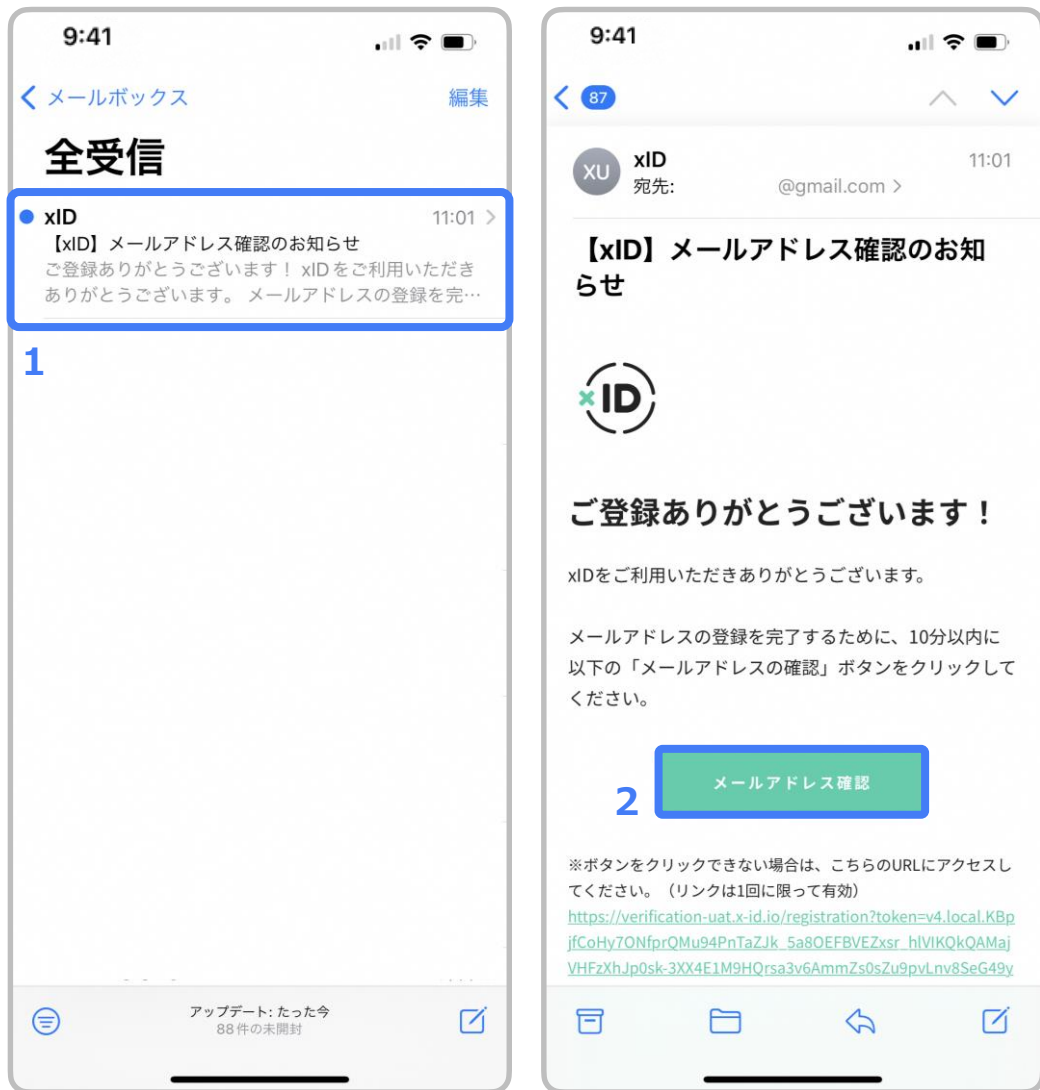 9:41
メールボックス
編集
全受信
xID
11:01
【xID】メールアドレス確認のお知らせ
ご登録ありがとうございます！ xIDをご利用いただき
ありがとうございます。 メールアドレスの登録を完…
1
アップデート: たった今
88件の未開封
9:41
87
XU
xID
11:01
宛先:
@gmail.com
【xID】メールアドレス確認のお知
らせ
xID
ご登録ありがとうございます！
xIDをご利用いただきありがとうございます。
メールアドレスの登録を完了するために、10分以内に
以下の「メールアドレスの確認」ボタンをクリックして
ください。
メールアドレス確認
2
※ボタンをクリックできない場合は、こちらのURLにアクセスし
てください。（リンクは1回に限って有効）
https://verification-uat.x-id.io/registration?token=v4.local.KBp
jfCoHy7ONfprQMu94PnTaZJk_5a8OEFBVEZxsr_hlVIKQkQAMaj
VHFzXhJp0sk-3XX4E1M9HQrsa3v6AmmZs0sZu9pvLnv8SeG49y